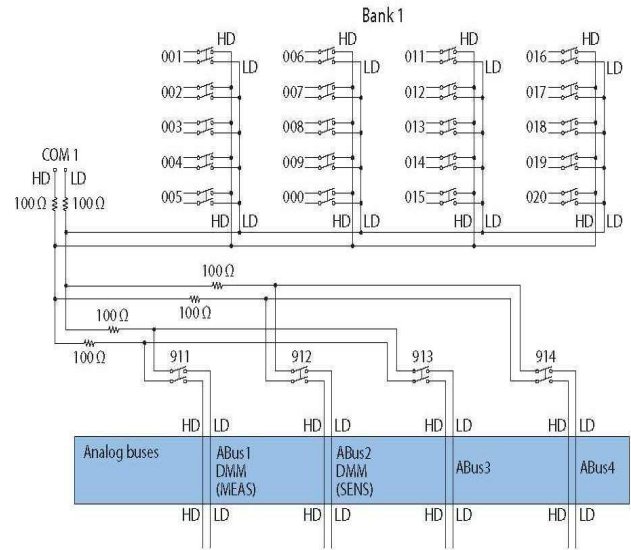 Bank 1
HD HD HD HD
001 006 011 016
LD LD LD LD
002 007 012 017
003 008 013 018
004 009 014 019
COM 1
HD LD
005 000 015 020
100 Ω 100 Ω
HD LD HD LD HD LD HD LD
100 Ω
100 Ω
100 Ω
100 Ω
911 912 913 914
HD LD HD LD HD LD HD LD
Analog buses
ABus1
DMM
(MEAS)
ABus2
DMM
(SENS)
ABus3
ABus4
HD LD HD LD HD LD HD LD